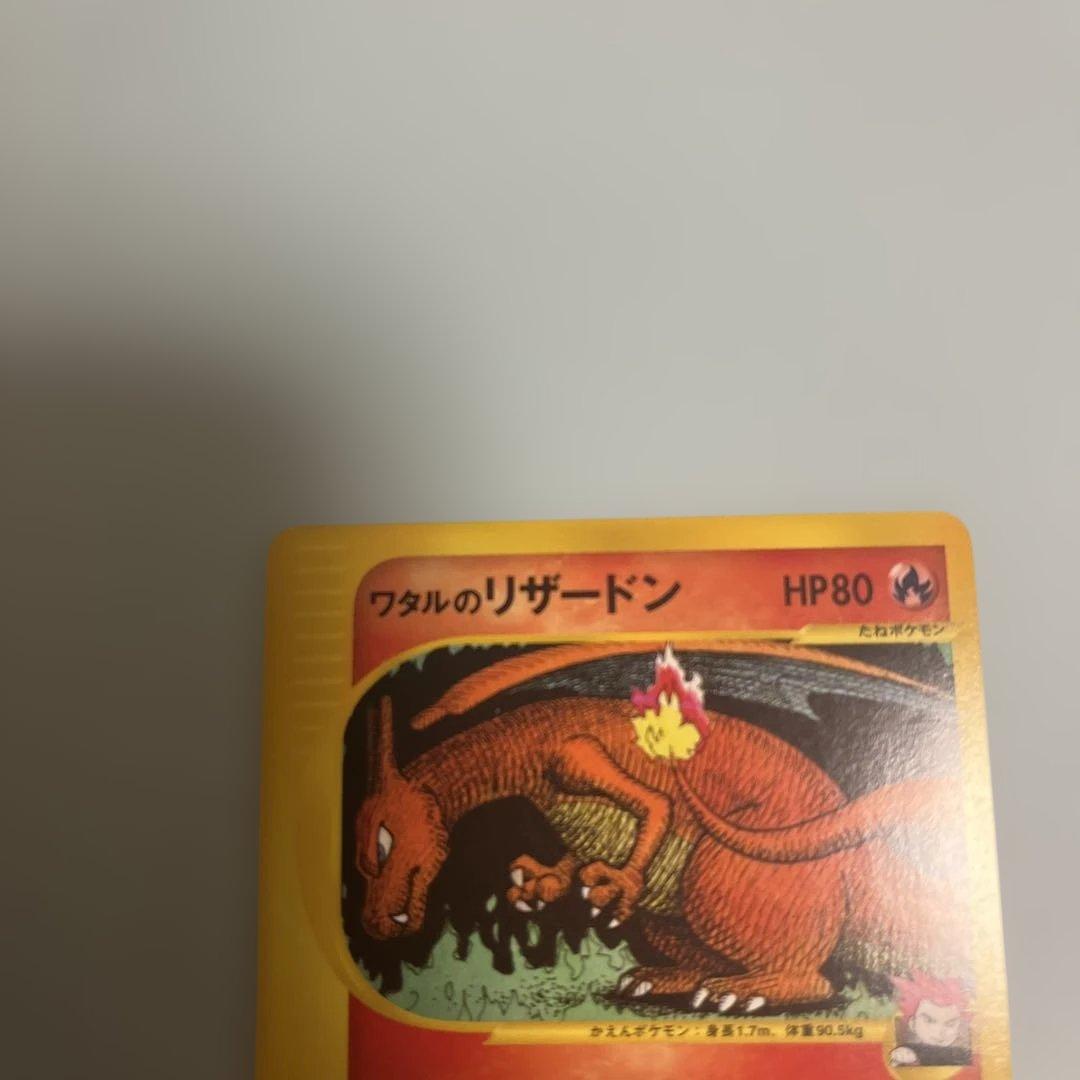 ワタルのリザードン HP80
たねポケモン
かえんポケモン：身長1.7m、体重90.5kg